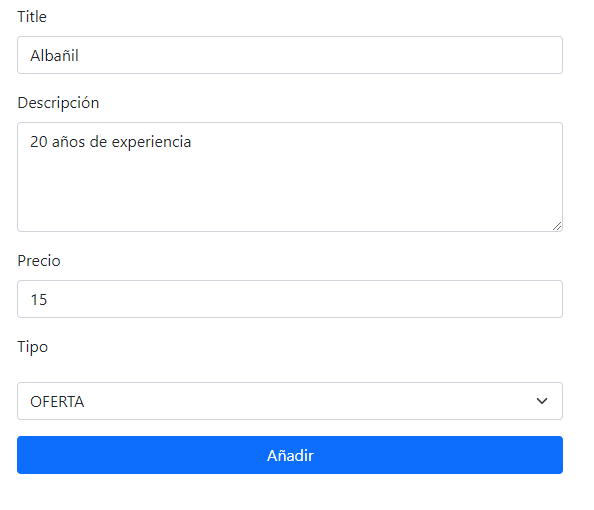 Title
Albañil
Descripción
20 años de experiencia
Precio
15
Tipo
OFERTA
Añadir